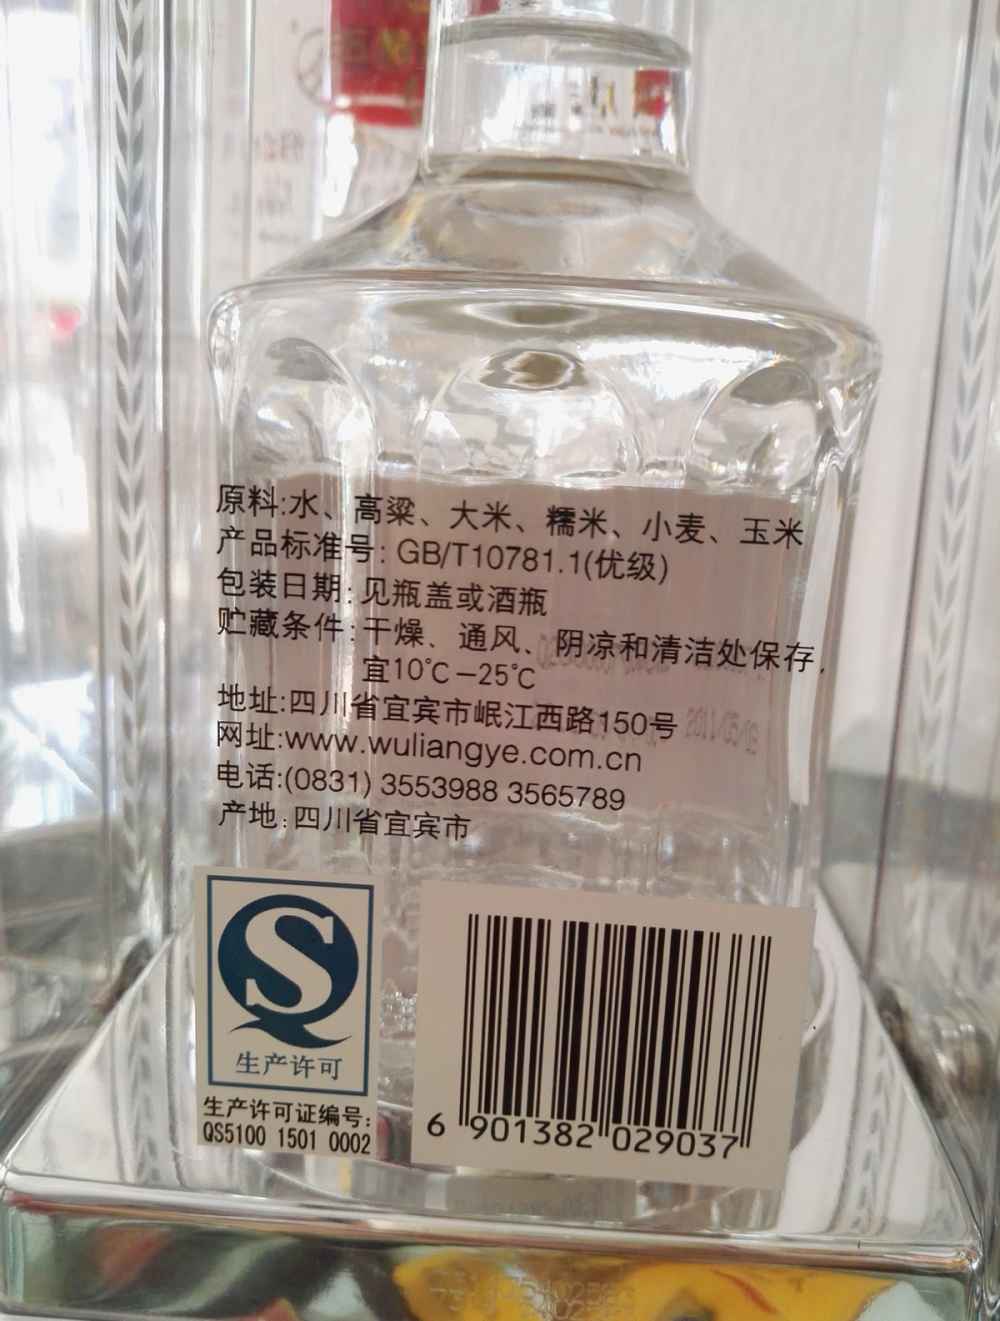 原料:水、高粱、大米、糯米、小麦、玉米
产品标准号: GB/T10781.1(优级)
包装日期:见瓶盖或酒瓶
贮藏条件:干燥、通风、阴凉和清洁处保存,
宜10℃-25℃
地址:四川省宜宾市岷江西路150号
网址:www.wuliangye.com.cn
电话:(0831) 3553988 3565789
产地:四川省宜宾市
生产许可
生产许可证编号:
QS5100 1501 0002
6 901382 029037